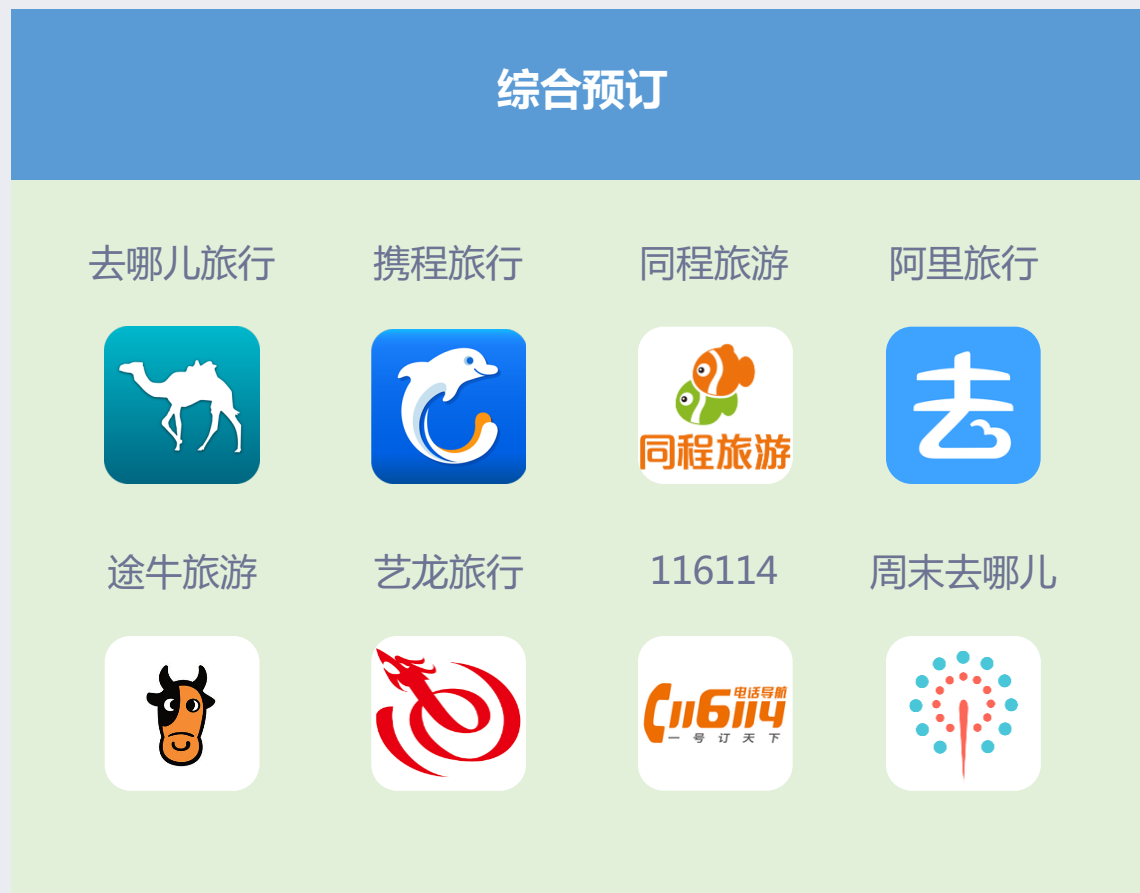 综合预订
去哪儿旅行 携程旅行 同程旅游 阿里旅行
同程旅游
去
途牛旅游 艺龙旅行 116114 周末去哪儿
电话导航
116114
一号订天下